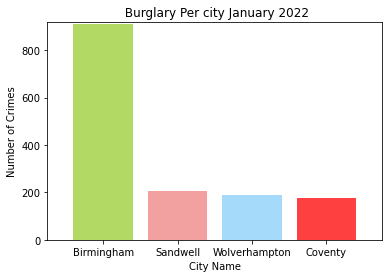 Burglary Per city January 2022
800
600
400
200
0
Number of Crimes
Birmingham Sandwell Wolverhampton Coventy
City Name